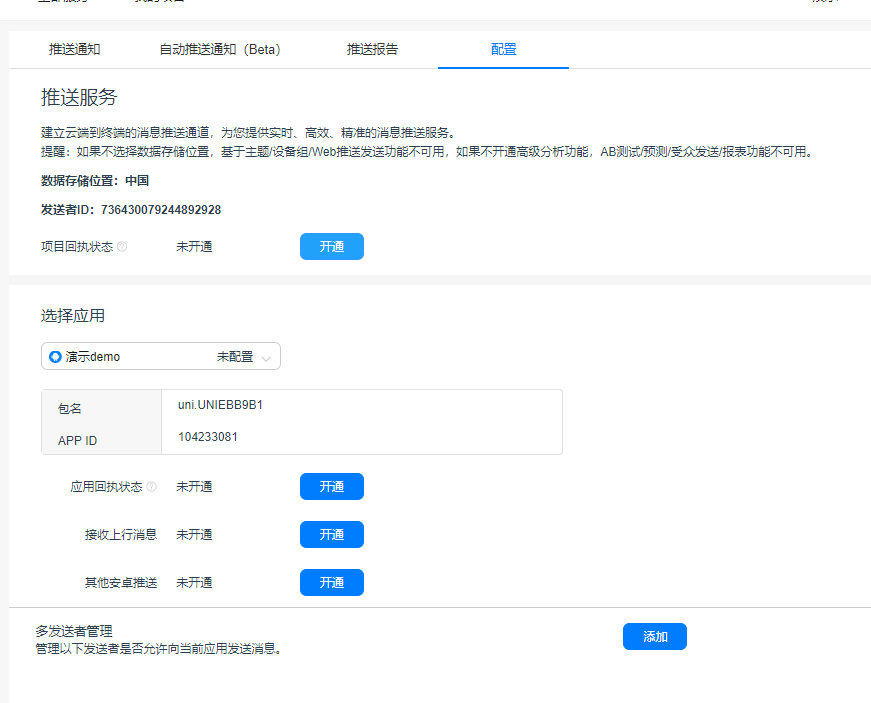 推送通知
自动推送通知（Beta）
推送报告
配置
推送服务
建立云端到终端的消息推送通道，为您提供实时、高效、精准的消息推送服务。
提醒：如果不选择数据存储位置，基于主题/设备组/Web推送发送功能不可用，如果不开通高级分析功能，AB测试/预测/受众发送/报表功能不可用。
数据存储位置：中国
发送者ID：736430079244892928
项目回执状态 未开通 开通
选择应用
演示demo 未配置
包名 uni.UNIEBB9B1
APP ID 104233081
应用回执状态 未开通 开通
接收上行消息 未开通 开通
其他安卓推送 未开通 开通
多发送者管理
管理以下发送者是否允许向当前应用发送消息。
添加